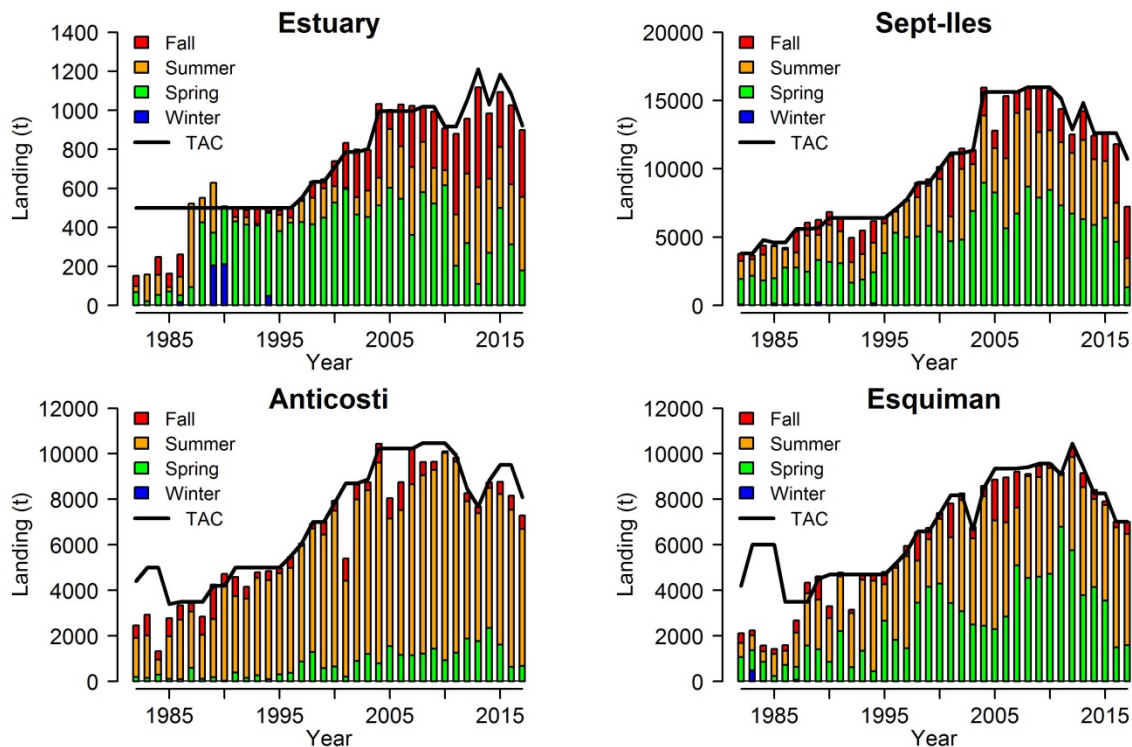 Estuary
1400
1200
1000
800
600
400
200
0
Landing (t)
Fall
Summer
Spring
Winter
TAC
1985 1995 2005 2015
Year
Sept-Iles
20000
15000
10000
5000
0
Landing (t)
Fall
Summer
Spring
Winter
TAC
1985 1995 2005 2015
Year
Anticosti
12000
10000
8000
6000
4000
2000
0
Landing (t)
Fall
Summer
Spring
Winter
TAC
1985 1995 2005 2015
Year
Esquiman
12000
10000
8000
6000
4000
2000
0
Landing (t)
Fall
Summer
Spring
Winter
TAC
1985 1995 2005 2015
Year